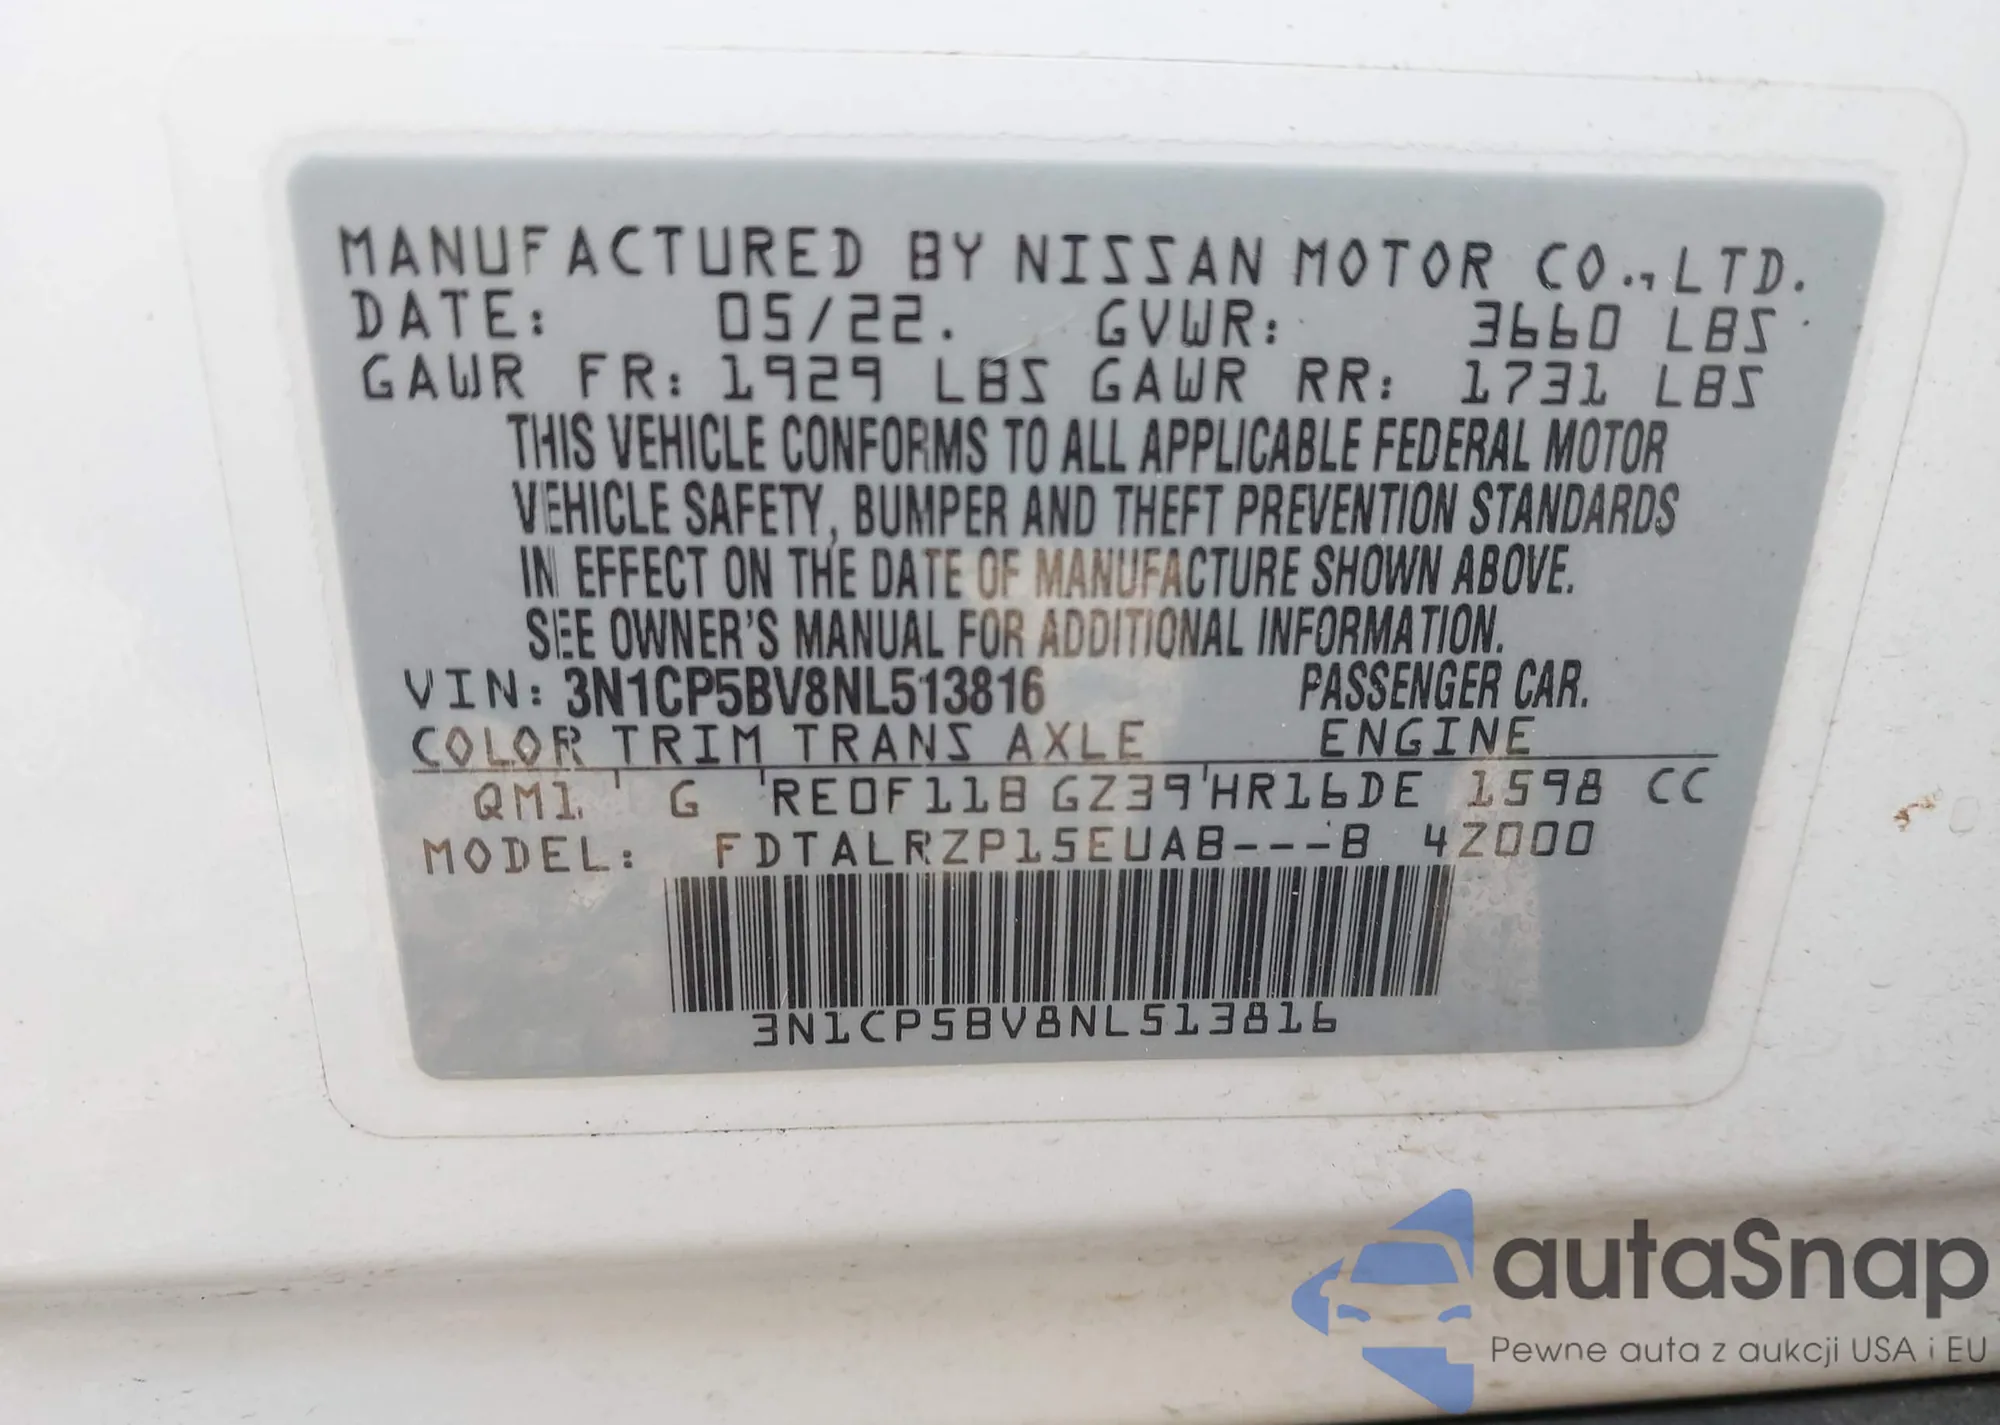 MANUFACTURED BY NISSAN MOTOR CO.,LTD.
DATE: 05/22. GVWR: 3660 LBS
GAWR FR: 1929 LBS GAWR RR: 1731 LBS
THIS VEHICLE CONFORMS TO ALL APPLICABLE FEDERAL MOTOR
VEHICLE SAFETY, BUMPER AND THEFT PREVENTION STANDARDS
IN EFFECT ON THE DATE OF MANUFACTURE SHOWN ABOVE.
SEE OWNER'S MANUAL FOR ADDITIONAL INFORMATION.
VIN: 3N1CP5BV8NL513816 PASSENGER CAR.
COLOR TRIM TRANS AXLE ENGINE
QM1 G RE0F11B GZ39 HR16DE 1598 CC
MODEL: FDTALRZP15EUAB---B 4Z000
3N1CP5BV8NL513816
autaSnap
Pewne auta z aukcji USA i EU